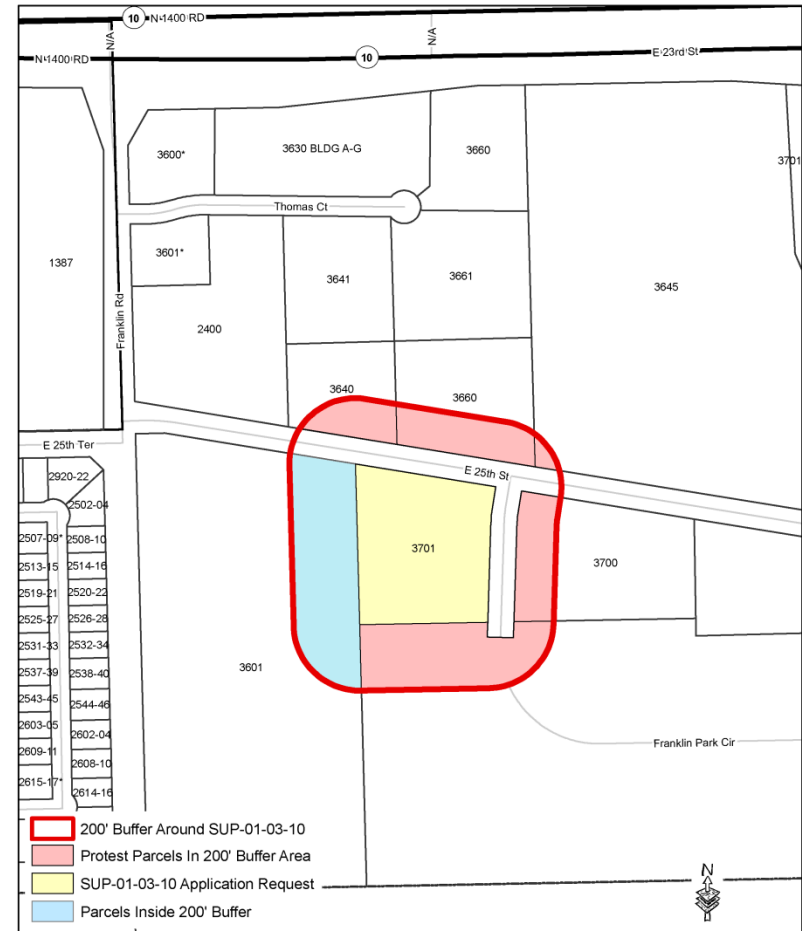 10
N 1400 RD
N/A
N/A
N 1400 RD
10
E 23rd St
3600*
3630 BLDG A-G
3660
3701
Thomas Ct
1387
3601*
3641
3661
3645
Franklin Rd
2400
3640
3660
E 25th Ter
E 25th St
2920-22
2502-04
2507-09*
2508-10
3701
3700
2513-15
2514-16
2519-21
2520-22
2525-27
2526-28
2531-33
2532-34
3601
2537-39
2538-40
2543-45
2544-46
2603-05
2602-04
Franklin Park Cir
2609-11
2608-10
2615-17*
2614-16
200' Buffer Around SUP-01-03-10
Protest Parcels In 200' Buffer Area
SUP-01-03-10 Application Request
Parcels Inside 200' Buffer
N